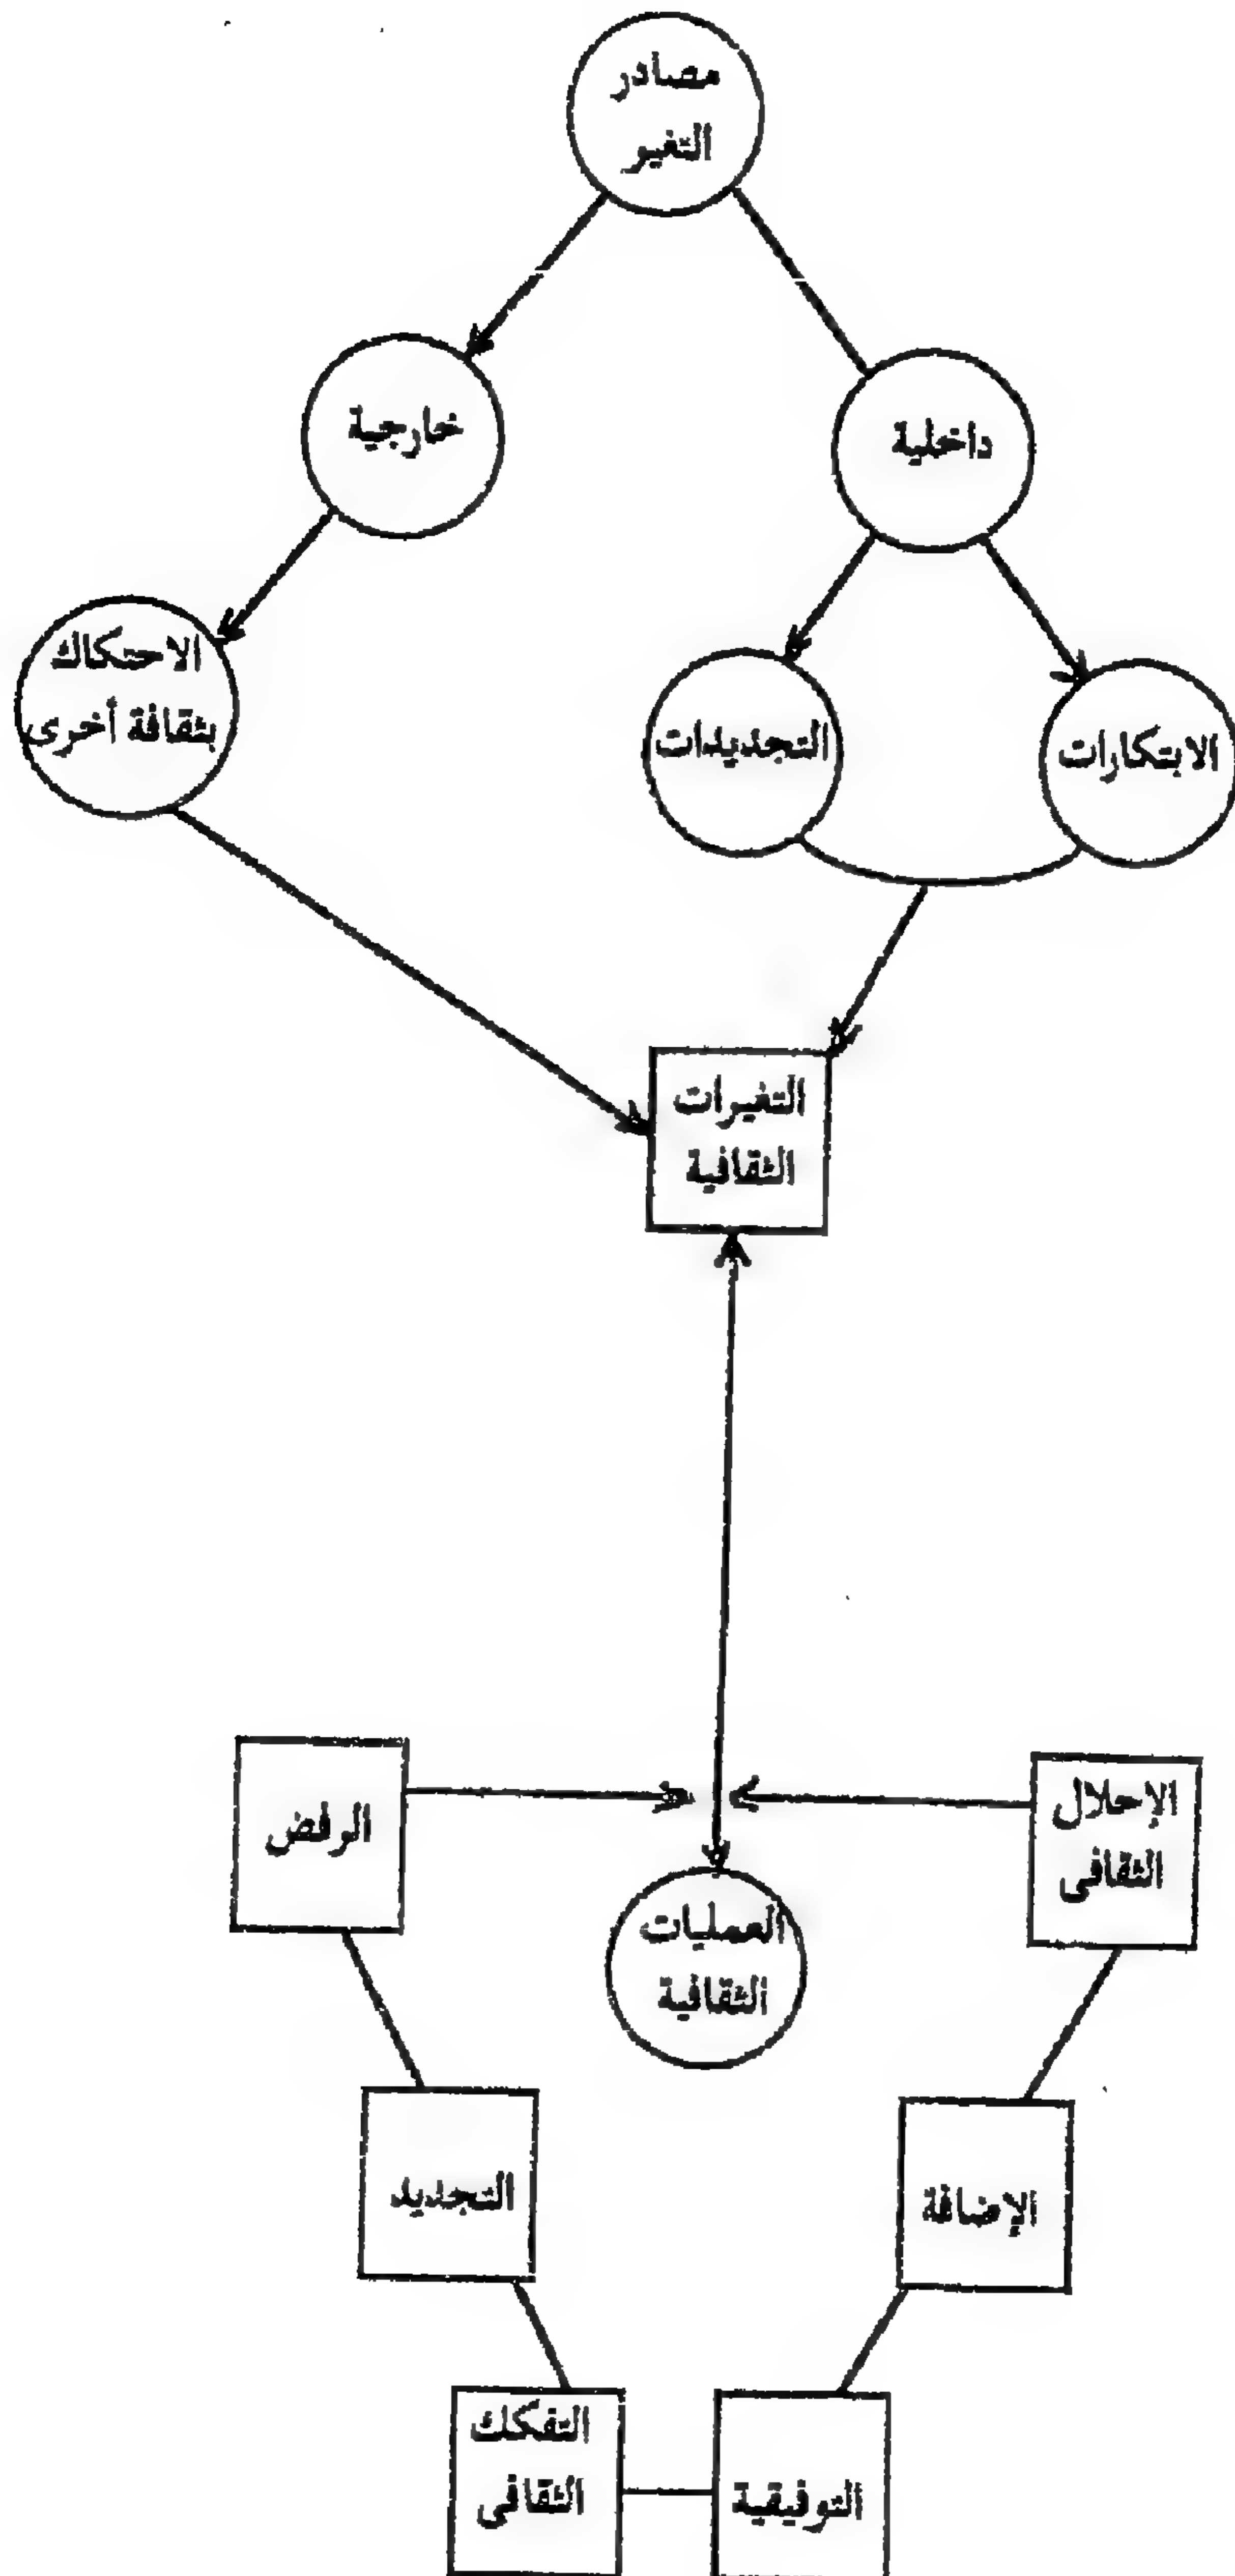 مصادر
التغير
داخلية
خارجية
الابتكارات
التجديدات
الاحتكاك
بثقافة أخرى
التغيرات
الثقافية
الإحلال
الثقافى
الرفض
العمليات
الثقافية
الإضافة
التجديد
التوفيقية
التفكك
الثقافى